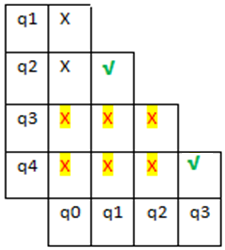 q1 X
q2 X √
q3 X X X
q4 X X X √
q0 q1 q2 q3